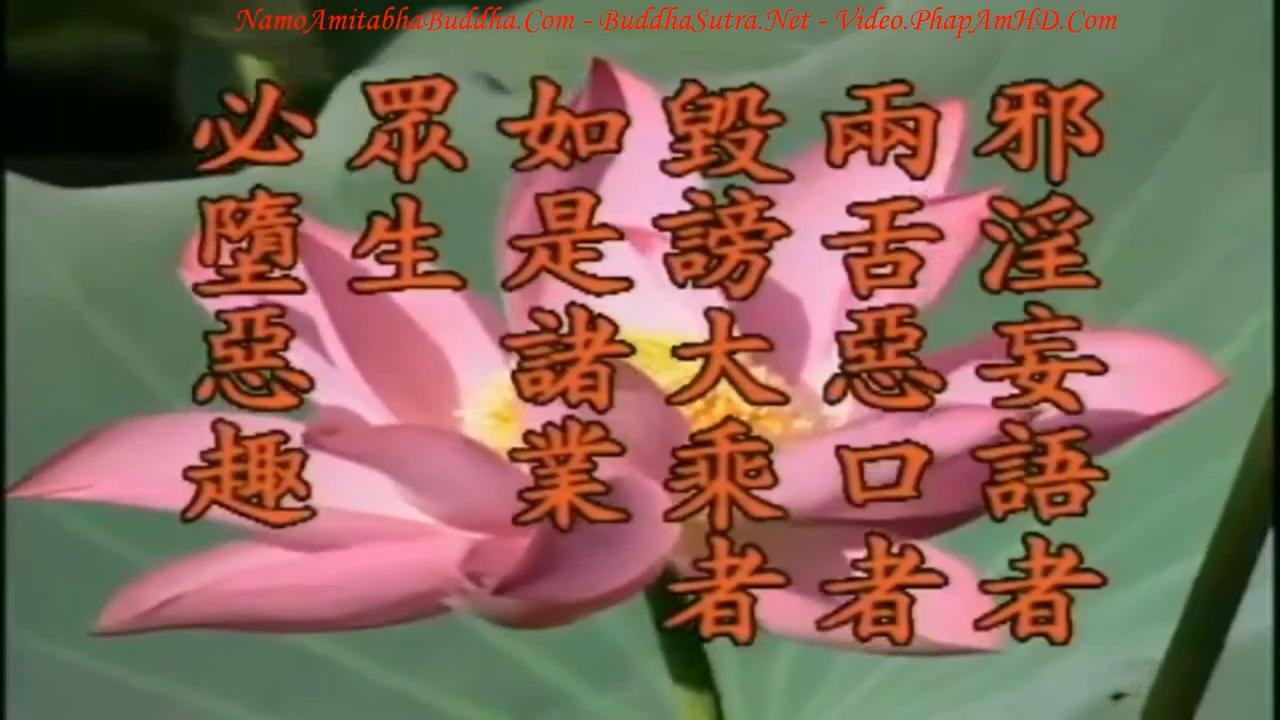 NamoAmitabhaBuddha.Com - BuddhaSutra.Net - Video.PhapAmHD.Com
邪淫妄語者
兩舌惡口者
毀謗大乘者
如是諸業
眾生
必墮惡趣